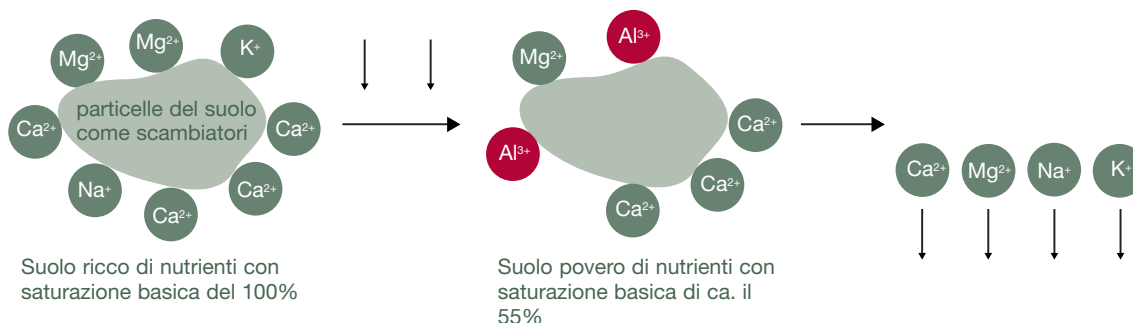 Mg²⁺
Mg²⁺
K⁺
Ca²⁺
particelle del suolo
come scambiatori
Ca²⁺
Na⁺
Ca²⁺
Ca²⁺
Suolo ricco di nutrienti con
saturazione basica del 100%
Al³⁺
Mg²⁺
Ca²⁺
Al³⁺
Ca²⁺
Ca²⁺
Suolo povero di nutrienti con
saturazione basica di ca. il
55%
Ca²⁺
Mg²⁺
Na⁺
K⁺